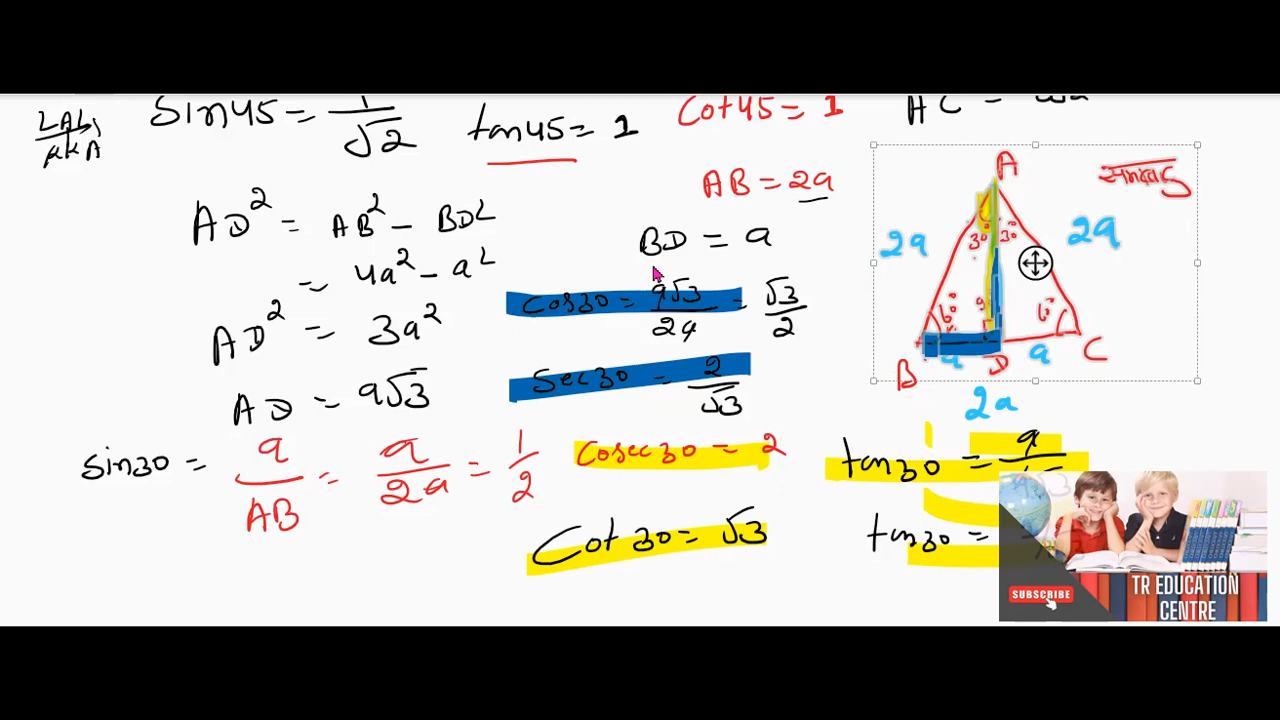 Sin45 = 1/√2
tan45 = 1
Cot45 = 1
AC =
AB = 2a
AD² = AB² - BD²
= 4a² - a²
AD² = 3a²
AD = a√3
BD = a
Cos30 = a√3/2a = √3/2
Sec30 = 2/√3
sin30 = a/AB = a/2a = 1/2
Cosec30 = 2
Cot30 = √3
A
30° 30°
2a
2a
60°
60°
B
a
D
a
C
2a
tan30 = a/
tan30 =
SUBSCRIBE
TR EDUCATION
CENTRE